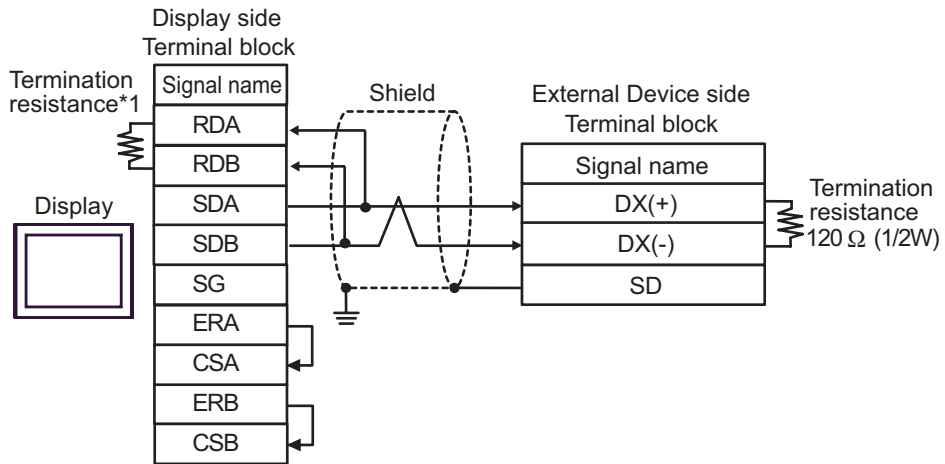 Display side
Terminal block
Termination
resistance*1
Signal name
RDA
RDB
SDA
SDB
SG
ERA
CSA
ERB
CSB
Display
Shield
External Device side
Terminal block
Signal name
DX(+)
DX(-)
SD
Termination
resistance
120 Ω (1/2W)